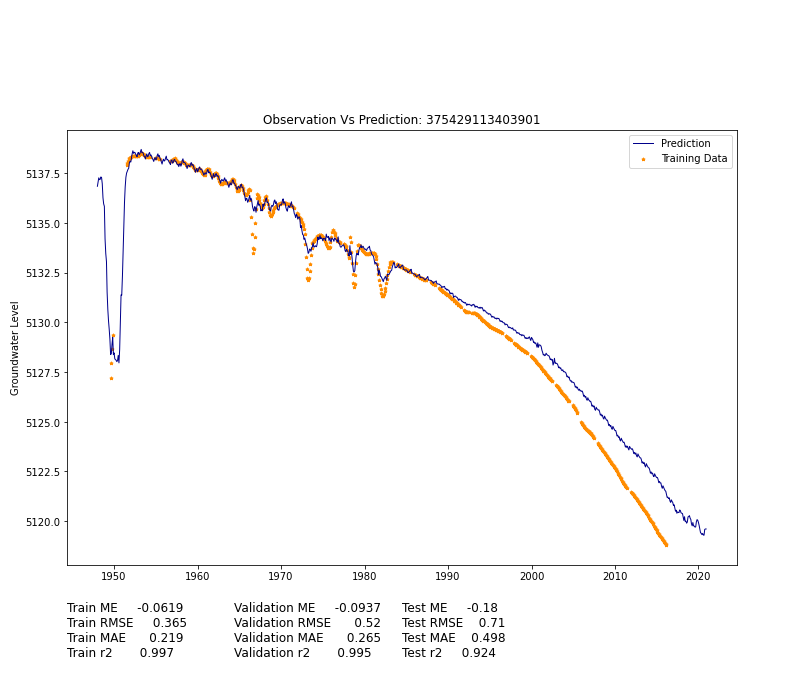 Observation Vs Prediction: 375429113403901
Prediction
Training Data
Groundwater Level
5137.5
5135.0
5132.5
5130.0
5127.5
5125.0
5122.5
5120.0
1950 1960 1970 1980 1990 2000 2010 2020
Train ME -0.0619 Validation ME -0.0937 Test ME -0.18
Train RMSE 0.365 Validation RMSE 0.52 Test RMSE 0.71
Train MAE 0.219 Validation MAE 0.265 Test MAE 0.498
Train r2 0.997 Validation r2 0.995 Test r2 0.924